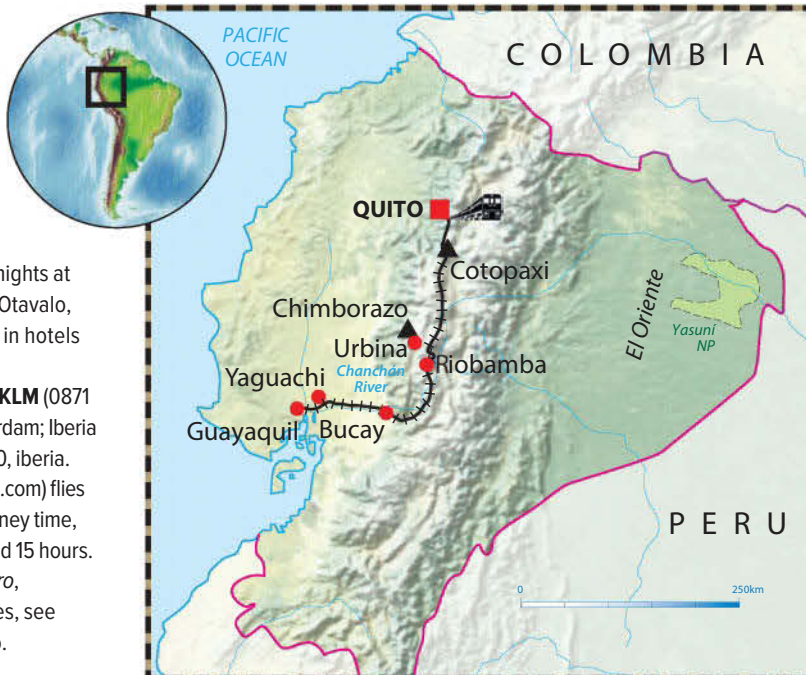 nights at
Otavalo,
in hotels
KLM (0871
rdam; Iberia
0, iberia.
.com) flies
ney time,
d 15 hours.
ro,
es, see
.
PACIFIC
OCEAN
COLOMBIA
QUITO
Cotopaxi
Chimborazo
Urbina
Chanchán
River
Riobamba
Yaguachi
Guayaquil
Bucay
El Oriente
Yasuní
NP
PERU
0
250km